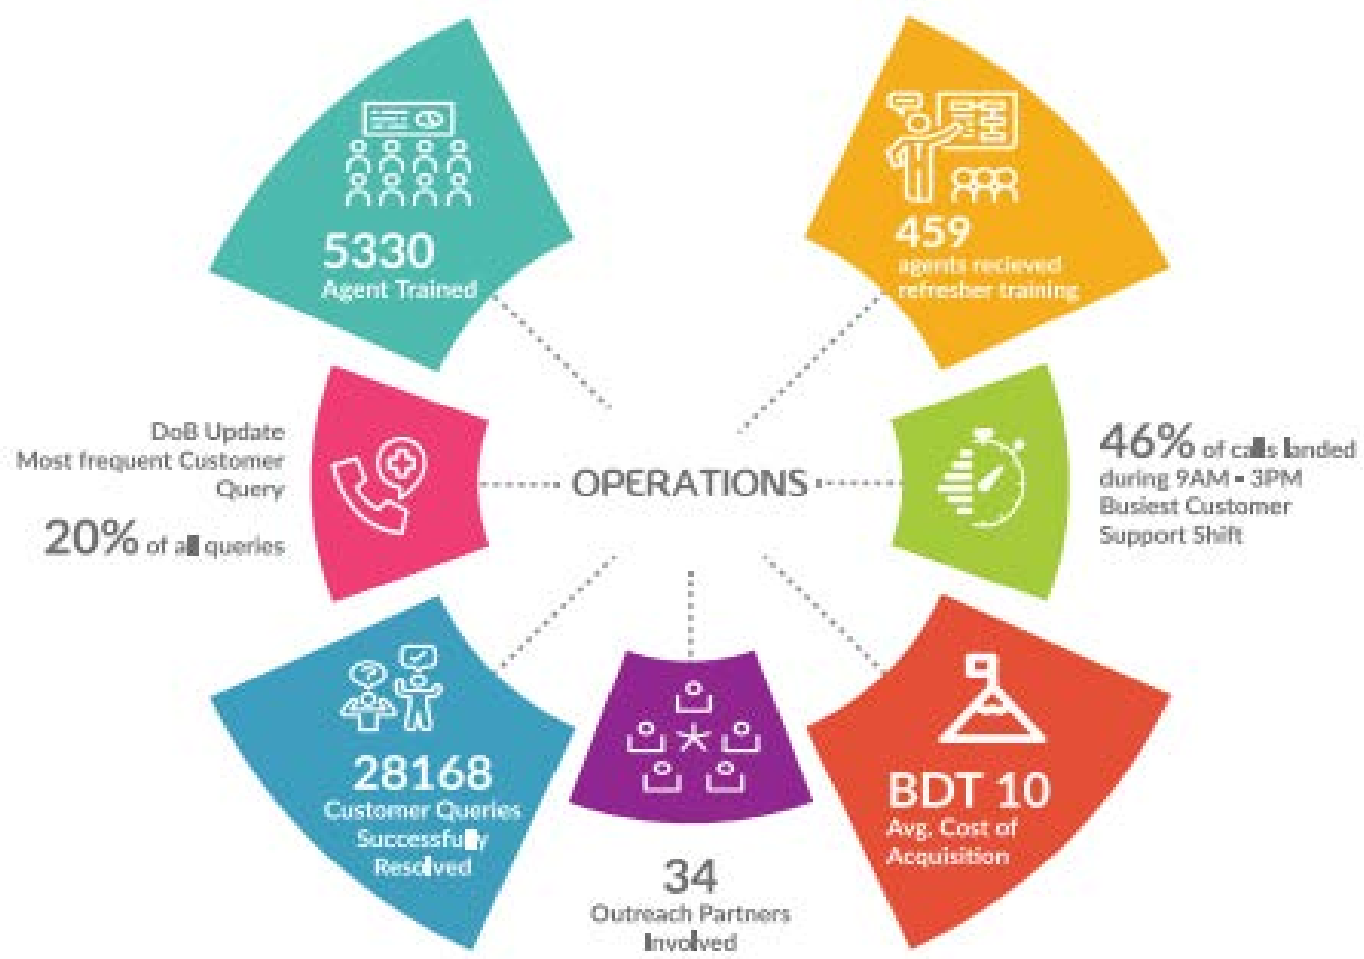 5330
Agent Trained
459
agents recieved
refresher training
DoB Update
Most frequent Customer
Query
20% of all queries
OPERATIONS
46% of calls landed
during 9AM - 3PM
Busiest Customer
Support Shift
28168
Customer Queries
Successfully
Resolved
34
Outreach Partners
Involved
BDT 10
Avg. Cost of
Acquisition